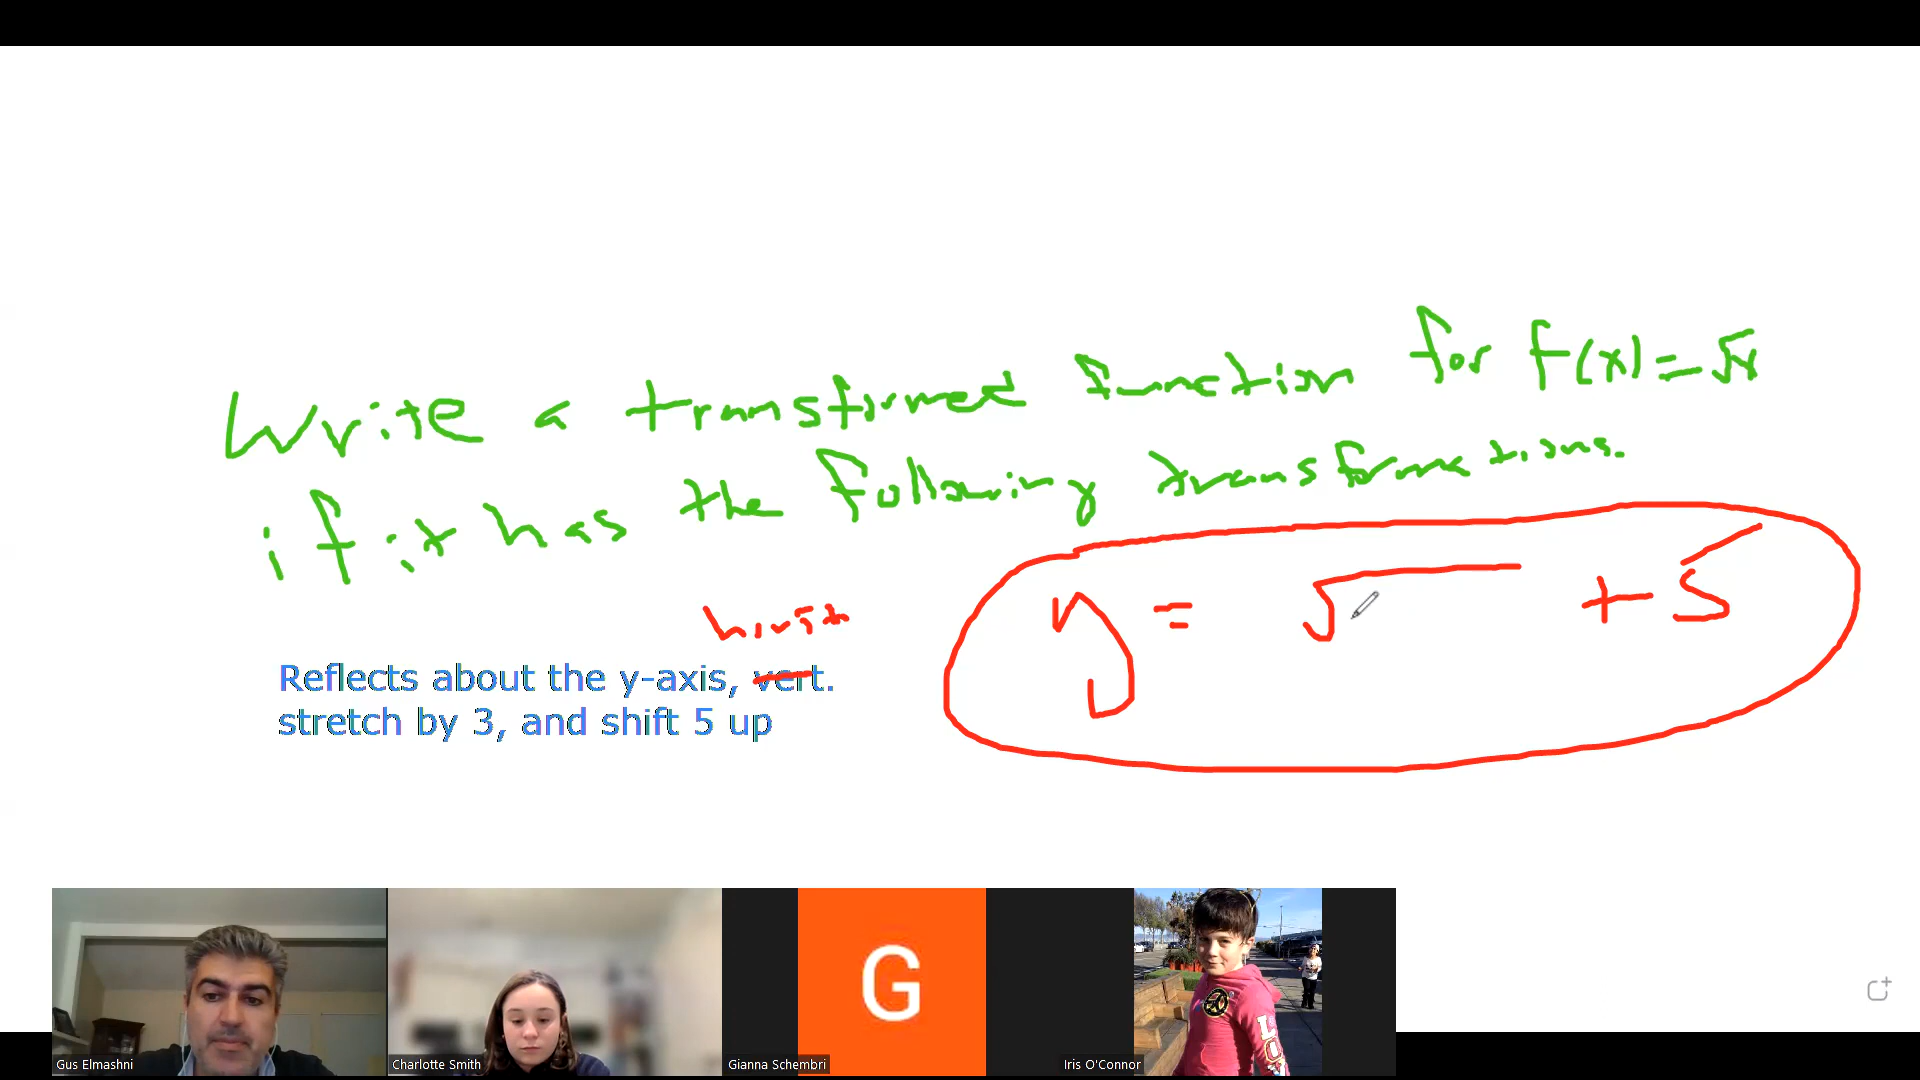 Write a transformed function for f(x)=√x
if it has the following transformations.
y = √ + 5
horiz
Reflects about the y-axis, vert.
stretch by 3, and shift 5 up
G
Gus Elmashni
Charlotte Smith
Gianna Schembri
Iris O'Connor